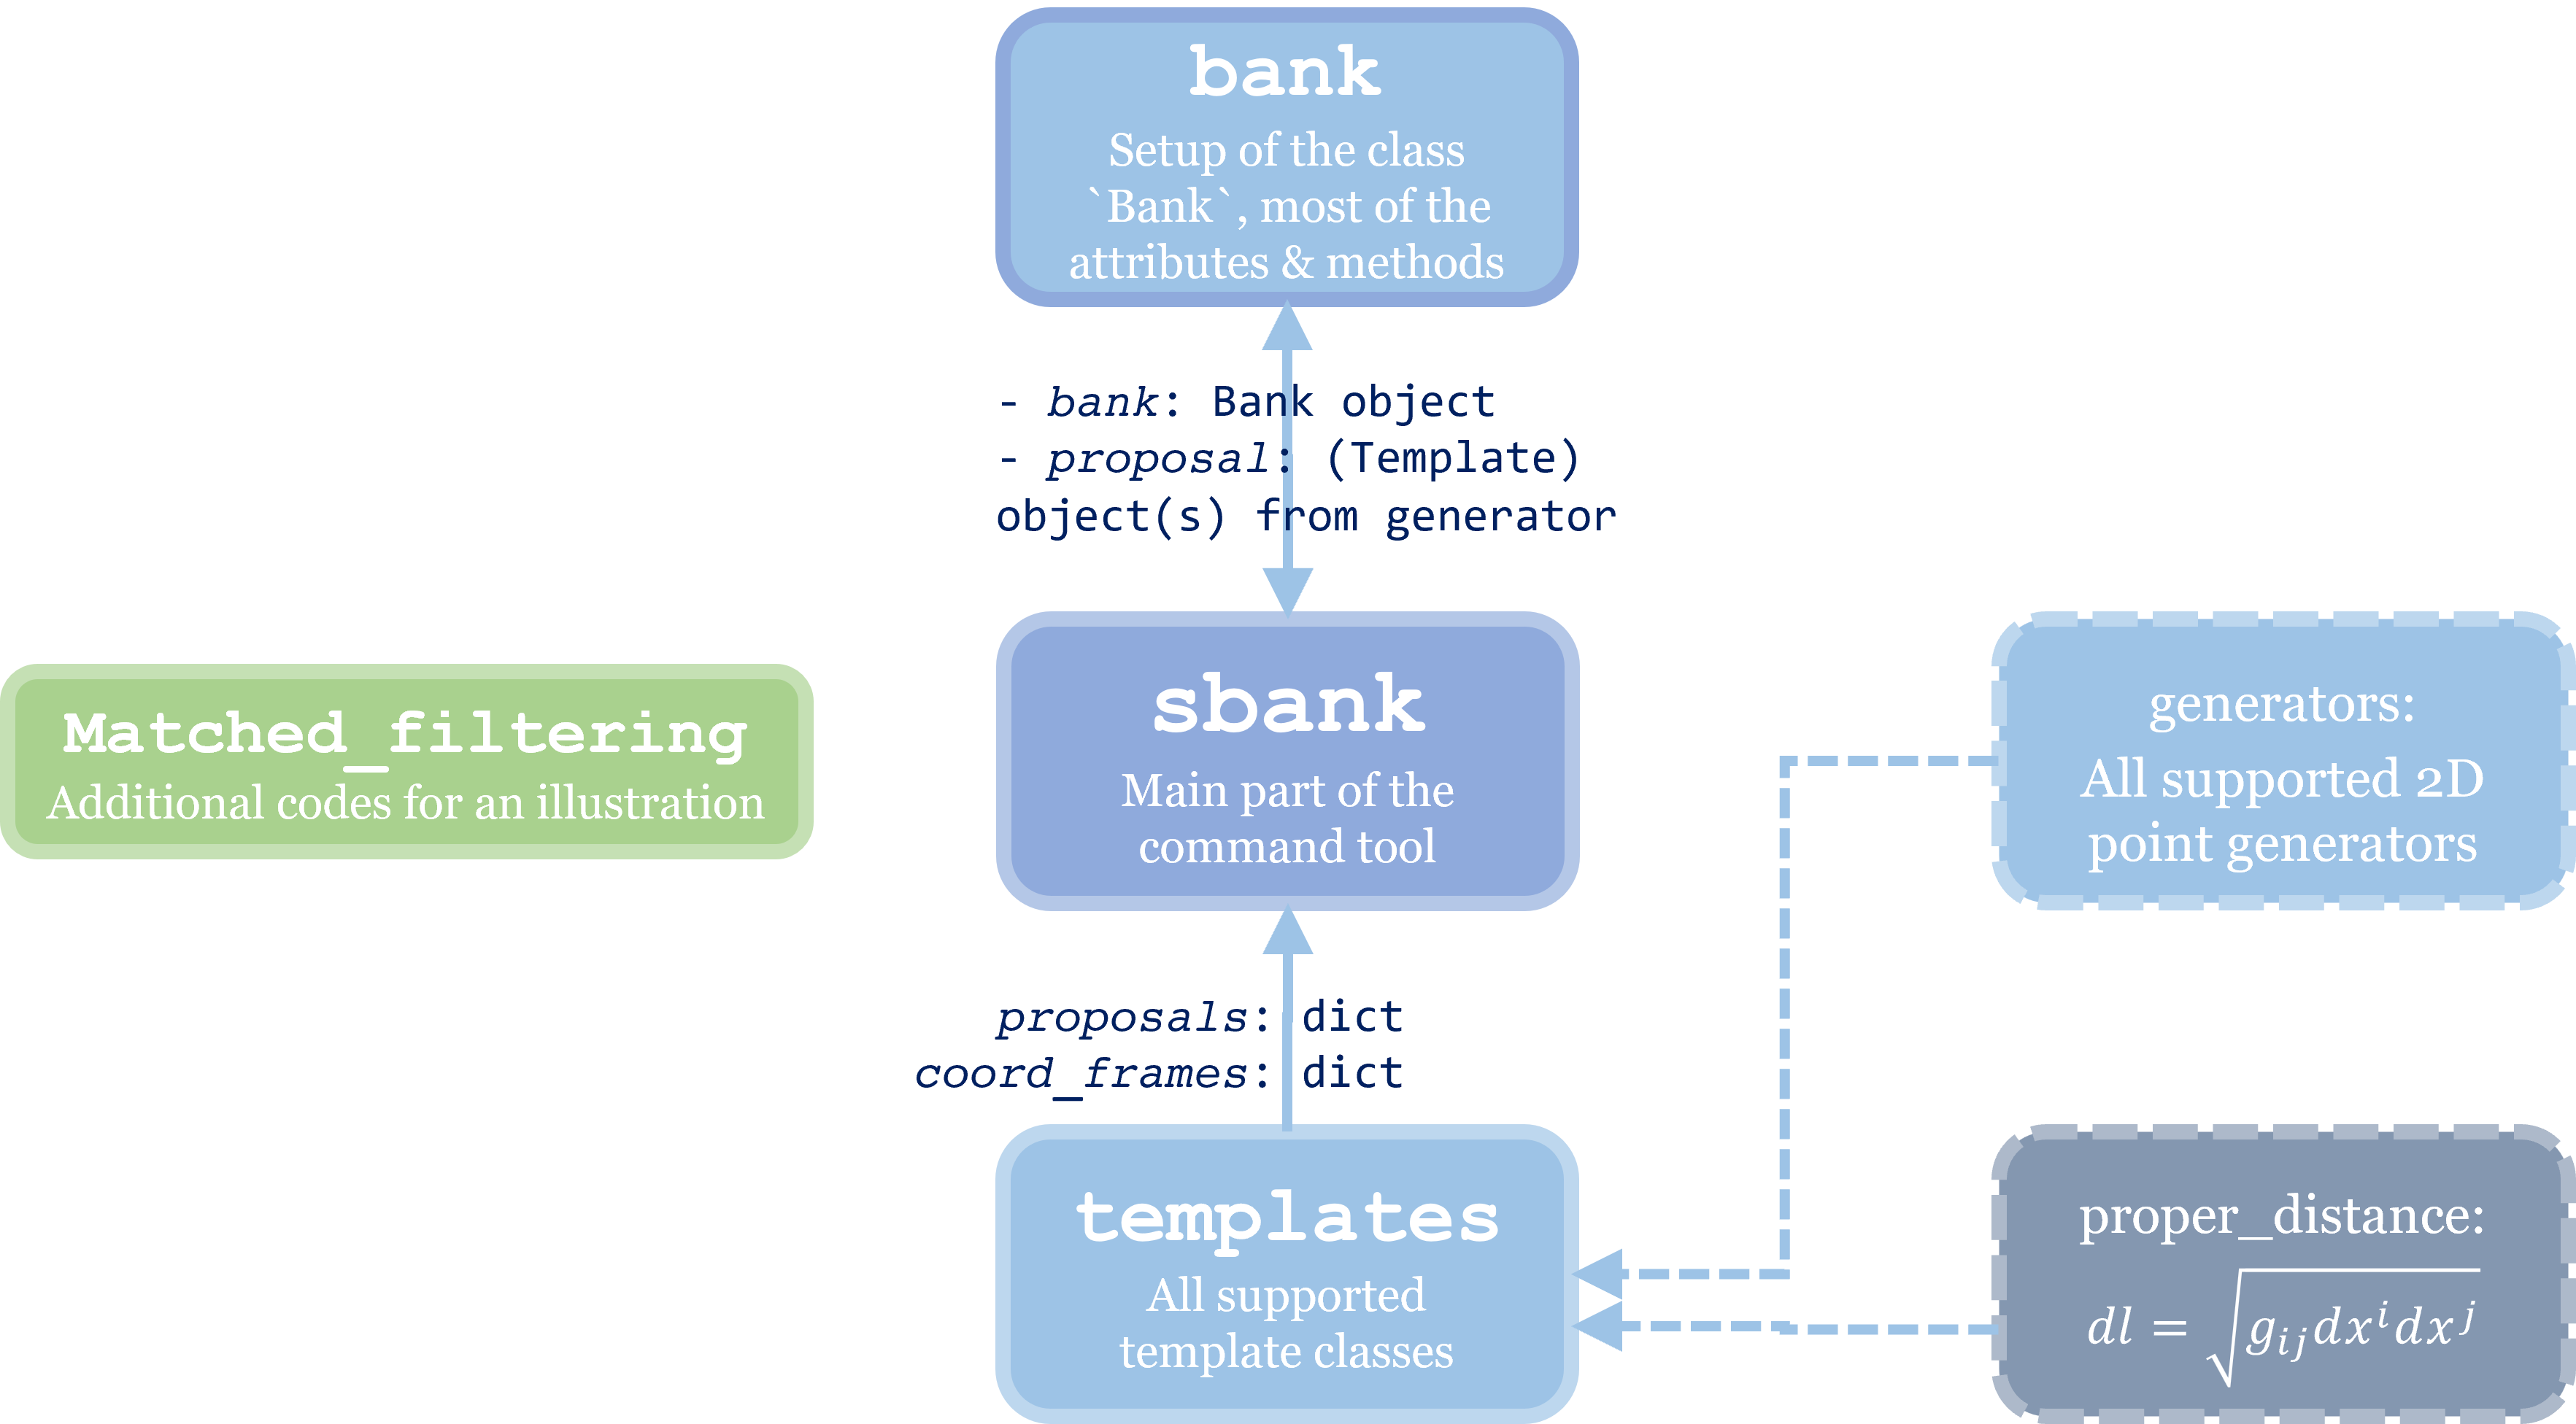 bank
Setup of the class
`Bank`, most of the
attributes & methods
- bank: Bank object
- proposal: (Template)
object(s) from generator
Matched_filtering
Additional codes for an illustration
sbank
Main part of the
command tool
generators:
All supported 2D
point generators
proposals: dict
coord_frames: dict
templates
All supported
template classes
proper_distance:
dl = √(g_{ij}dx^i dx^j)